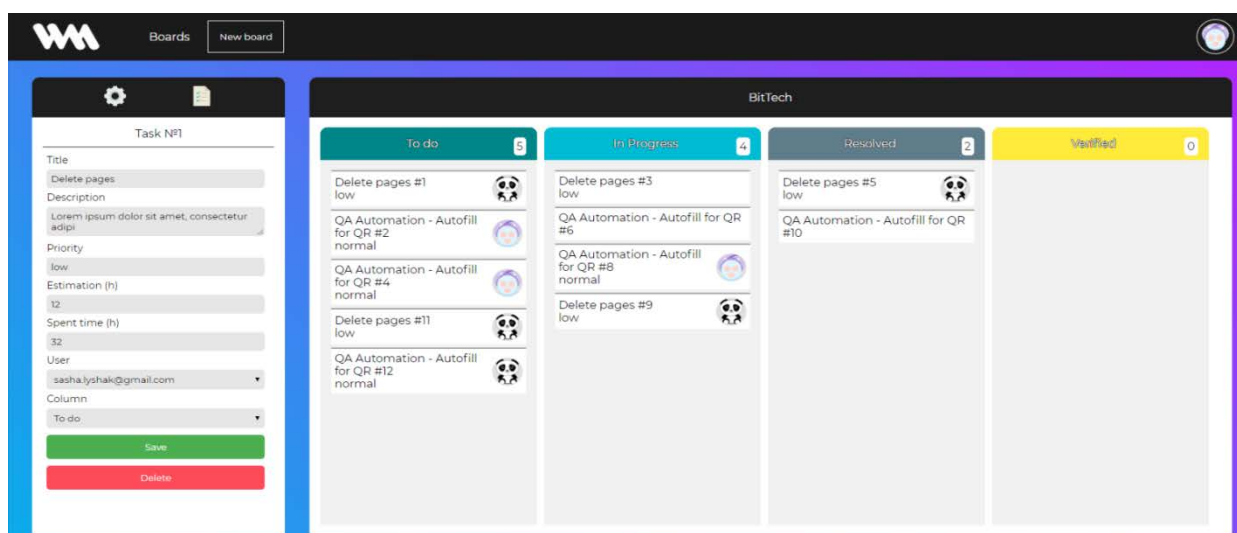 WM
Boards
New board
Task №1
Title
Delete pages
Description
Lorem ipsum dolor sit amet, consectetur
adipi
Priority
low
Estimation (h)
12
Spent time (h)
32
User
sasha.lyshak@gmail.com
Column
To do
Save
Delete
BitTech
To do 5
Delete pages #1
low
QA Automation - Autofill
for QR #2
normal
QA Automation - Autofill
for QR #4
normal
Delete pages #11
low
QA Automation - Autofill
for QR #12
normal
In Progress 4
Delete pages #3
low
QA Automation - Autofill for QR
#6
QA Automation - Autofill
for QR #8
normal
Delete pages #9
low
Resolved 2
Delete pages #5
low
QA Automation - Autofill for QR
#10
Verified 0